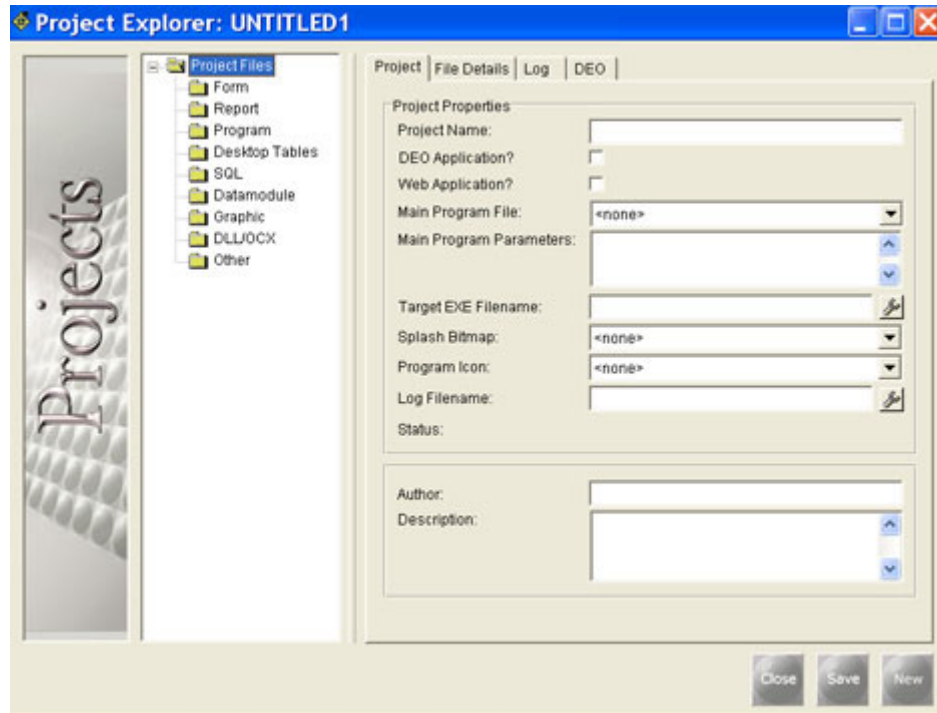 Project Explorer: UNTITLED1
Projects
Project Files
Form
Report
Program
Desktop Tables
SQL
Datamodule
Graphic
DLL/OCX
Other
Project File Details Log DEO
Project Properties
Project Name:
DEO Application?
Web Application?
Main Program File: <none>
Main Program Parameters:
Target EXE Filename:
Splash Bitmap: <none>
Program Icon: <none>
Log Filename:
Status:
Author:
Description:
Close Save New